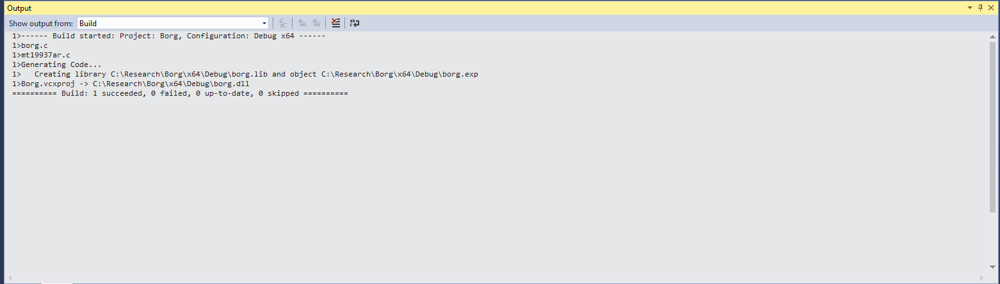 Output
Show output from: Build
1>------ Build started: Project: Borg, Configuration: Debug x64 ------
1>borg.c
1>mt19937ar.c
1>Generating Code...
1>   Creating library C:\Research\Borg\x64\Debug\borg.lib and object C:\Research\Borg\x64\Debug\borg.exp
1>Borg.vcxproj -> C:\Research\Borg\x64\Debug\borg.dll
========== Build: 1 succeeded, 0 failed, 0 up-to-date, 0 skipped ==========